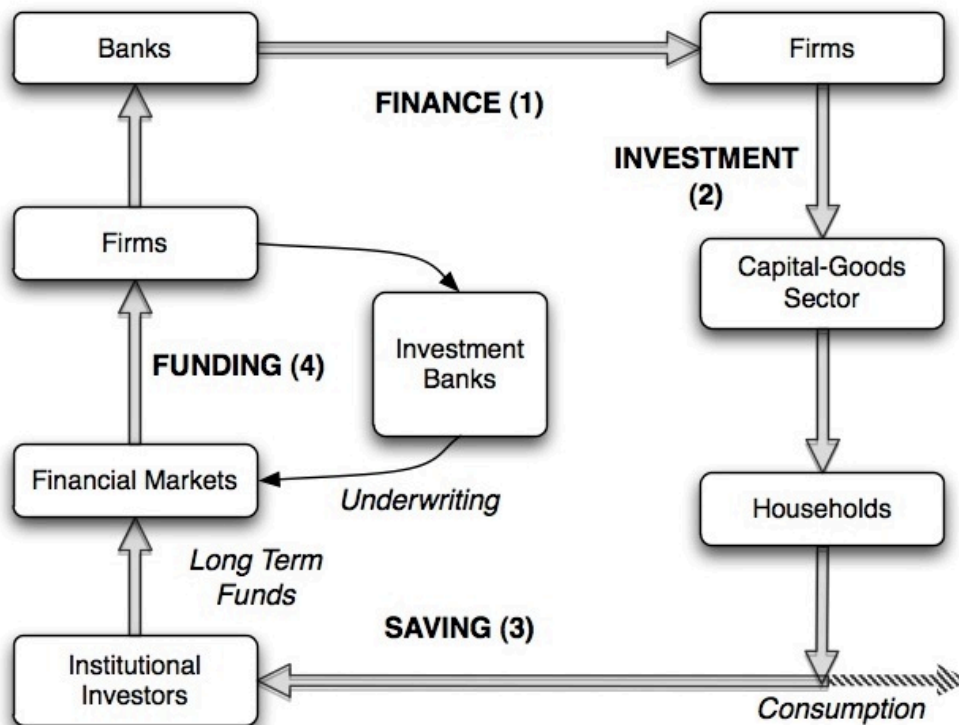 Banks
Firms
FINANCE (1)
INVESTMENT
(2)
Firms
Capital-Goods
Sector
Investment
Banks
FUNDING (4)
Financial Markets
Underwriting
Households
Long Term
Funds
SAVING (3)
Institutional
Investors
Consumption